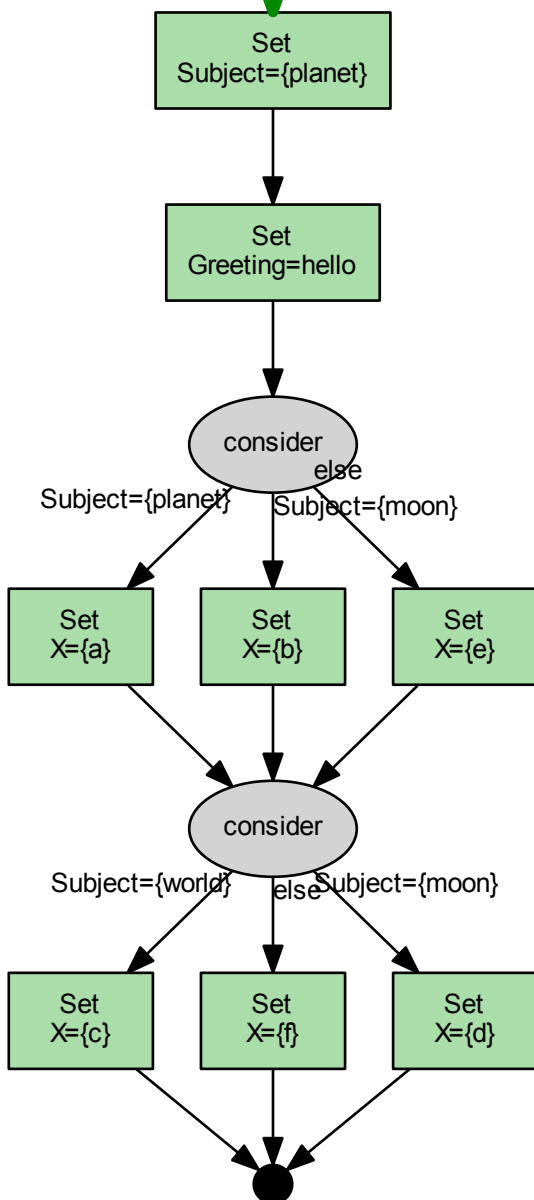 Set
Subject={planet}
Set
Greeting=hello
consider
else
Subject={planet}
Subject={moon}
Set
X={a}
Set
X={b}
Set
X={e}
consider
Subject={world}
else
Subject={moon}
Set
X={c}
Set
X={f}
Set
X={d}